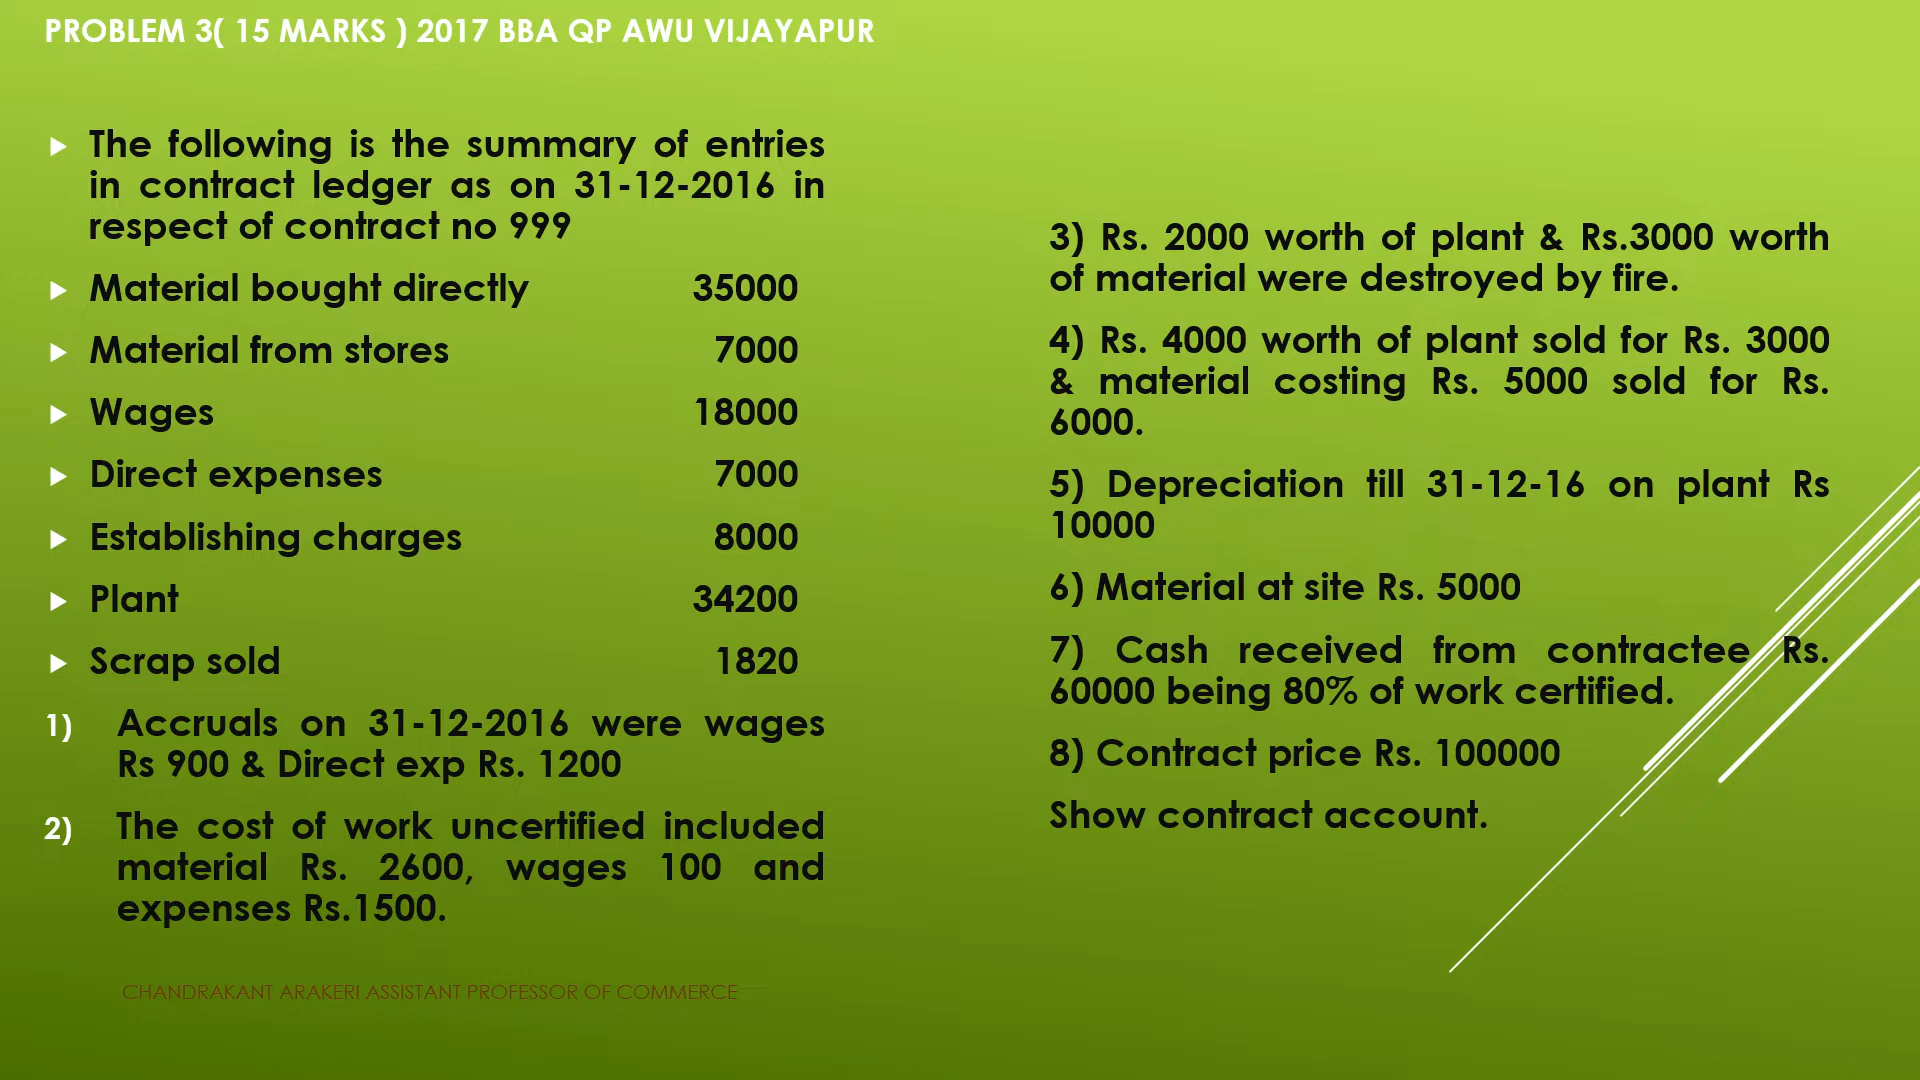 PROBLEM 3( 15 MARKS ) 2017 BBA QP AWU VIJAYAPUR
The following is the summary of entries
in contract ledger as on 31-12-2016 in
respect of contract no 999
Material bought directly 35000
Material from stores 7000
Wages 18000
Direct expenses 7000
Establishing charges 8000
Plant 34200
Scrap sold 1820
1) Accruals on 31-12-2016 were wages
Rs 900 & Direct exp Rs. 1200
2) The cost of work uncertified included
material Rs. 2600, wages 100 and
expenses Rs.1500.
3) Rs. 2000 worth of plant & Rs.3000 worth
of material were destroyed by fire.
4) Rs. 4000 worth of plant sold for Rs. 3000
& material costing Rs. 5000 sold for Rs.
6000.
5) Depreciation till 31-12-16 on plant Rs
10000
6) Material at site Rs. 5000
7) Cash received from contractee Rs.
60000 being 80% of work certified.
8) Contract price Rs. 100000
Show contract account.
CHANDRAKANT ARAKERI ASSISTANT PROFESSOR OF COMMERCE